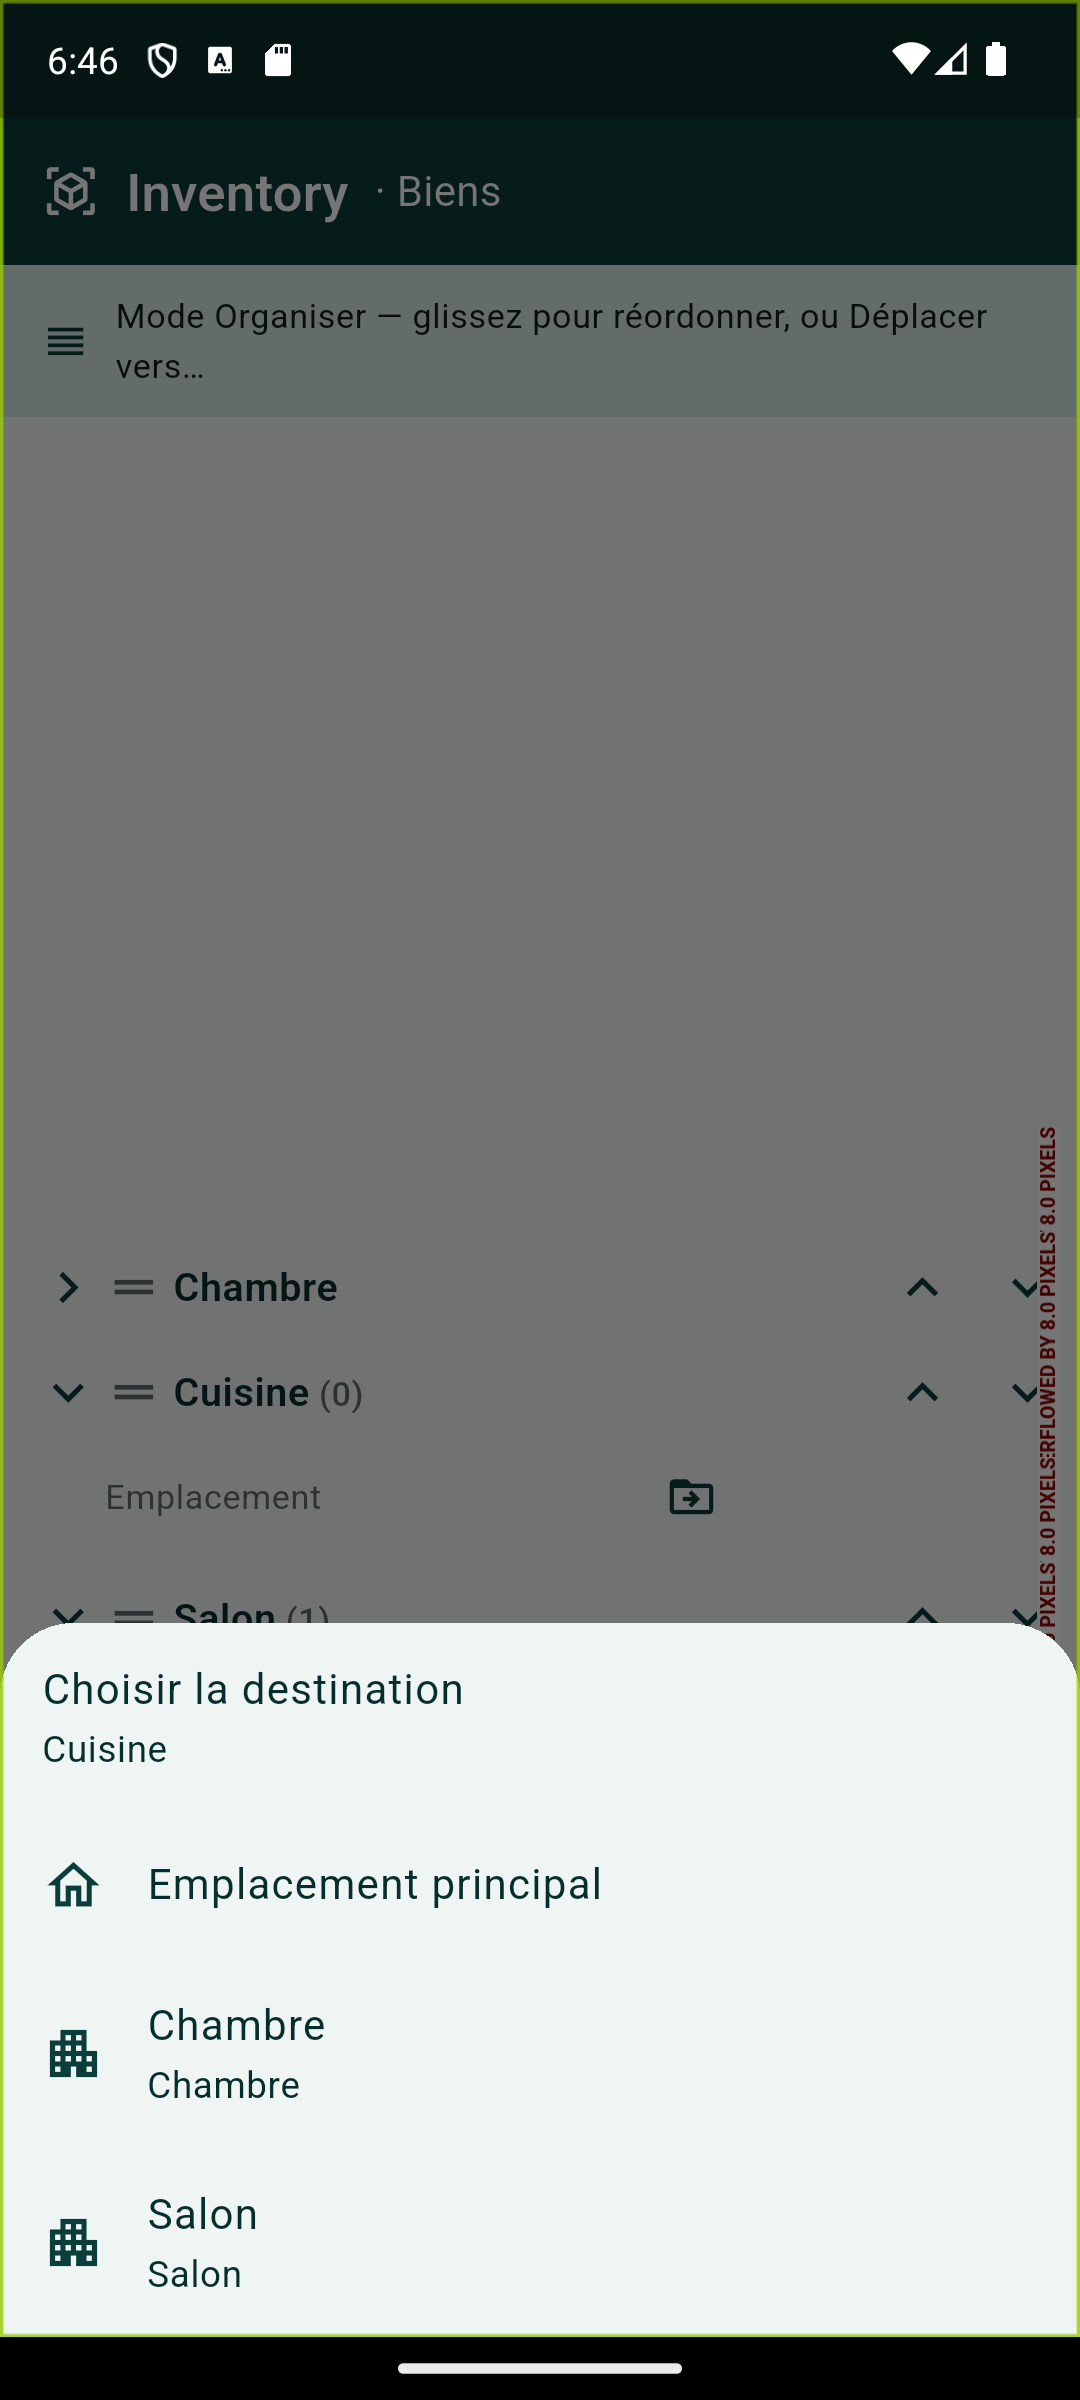 6:46
Inventory · Biens
Mode Organiser — glissez pour réordonner, ou Déplacer
vers…
Chambre
Cuisine (0)
Emplacement
Salon (1)
8.0 PIXELS
RFLOWED BY 8.0 PIXELS
8.0 PIXELS
PIXELS
Choisir la destination
Cuisine
Emplacement principal
Chambre
Chambre
Salon
Salon